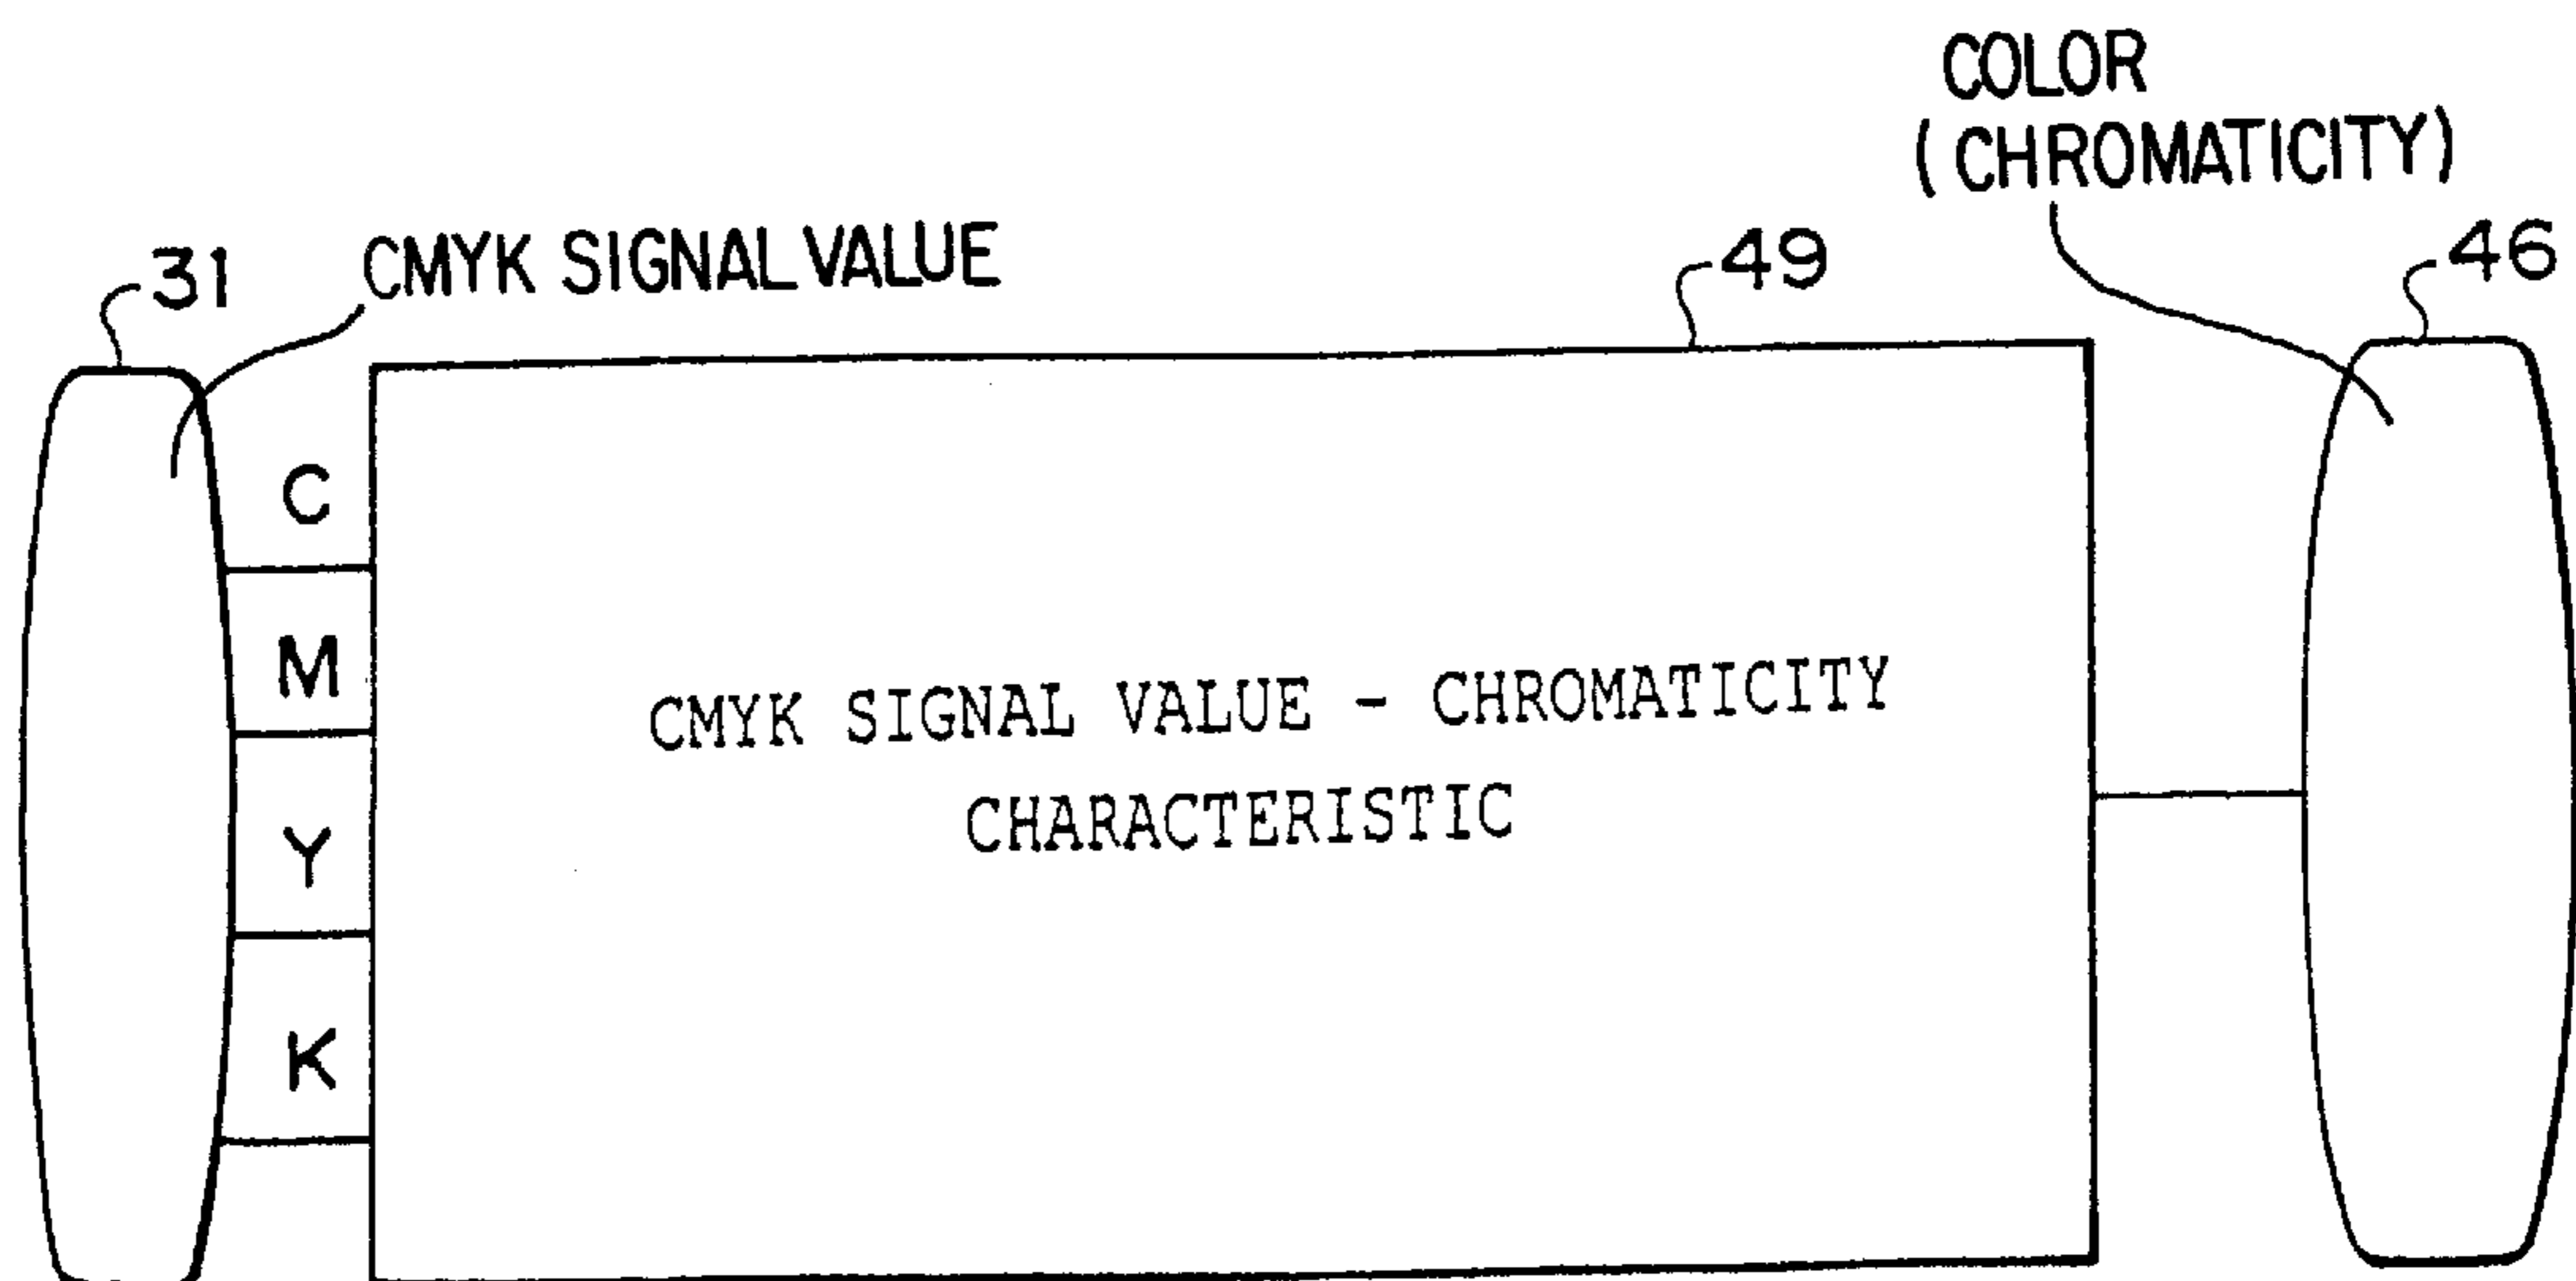 COLOR
(CHROMATICITY)
31
CMYK SIGNAL VALUE
49
46
C
M
Y
K
CMYK SIGNAL VALUE - CHROMATICITY
CHARACTERISTIC